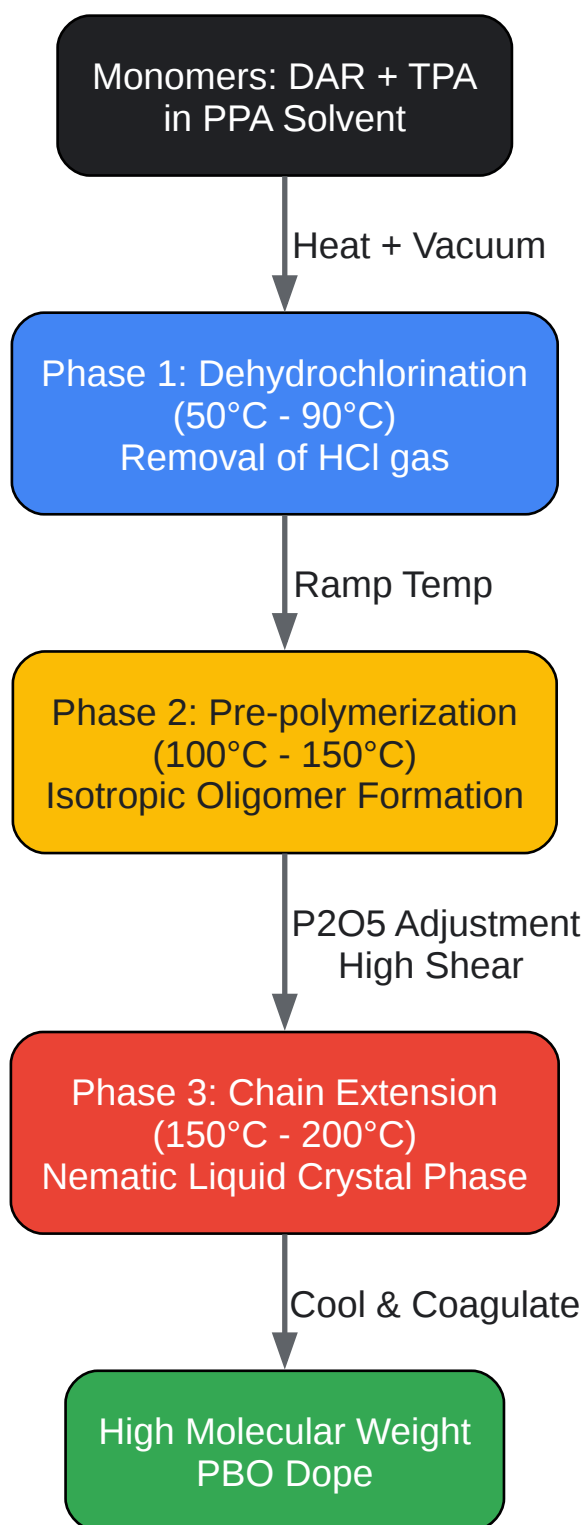 Monomers: DAR + TPA
in PPA Solvent
Heat + Vacuum
Phase 1: Dehydrochlorination
(50°C - 90°C)
Removal of HCl gas
Ramp Temp
Phase 2: Pre-polymerization
(100°C - 150°C)
Isotropic Oligomer Formation
P2O5 Adjustment
High Shear
Phase 3: Chain Extension
(150°C - 200°C)
Nematic Liquid Crystal Phase
Cool & Coagulate
High Molecular Weight
PBO Dope